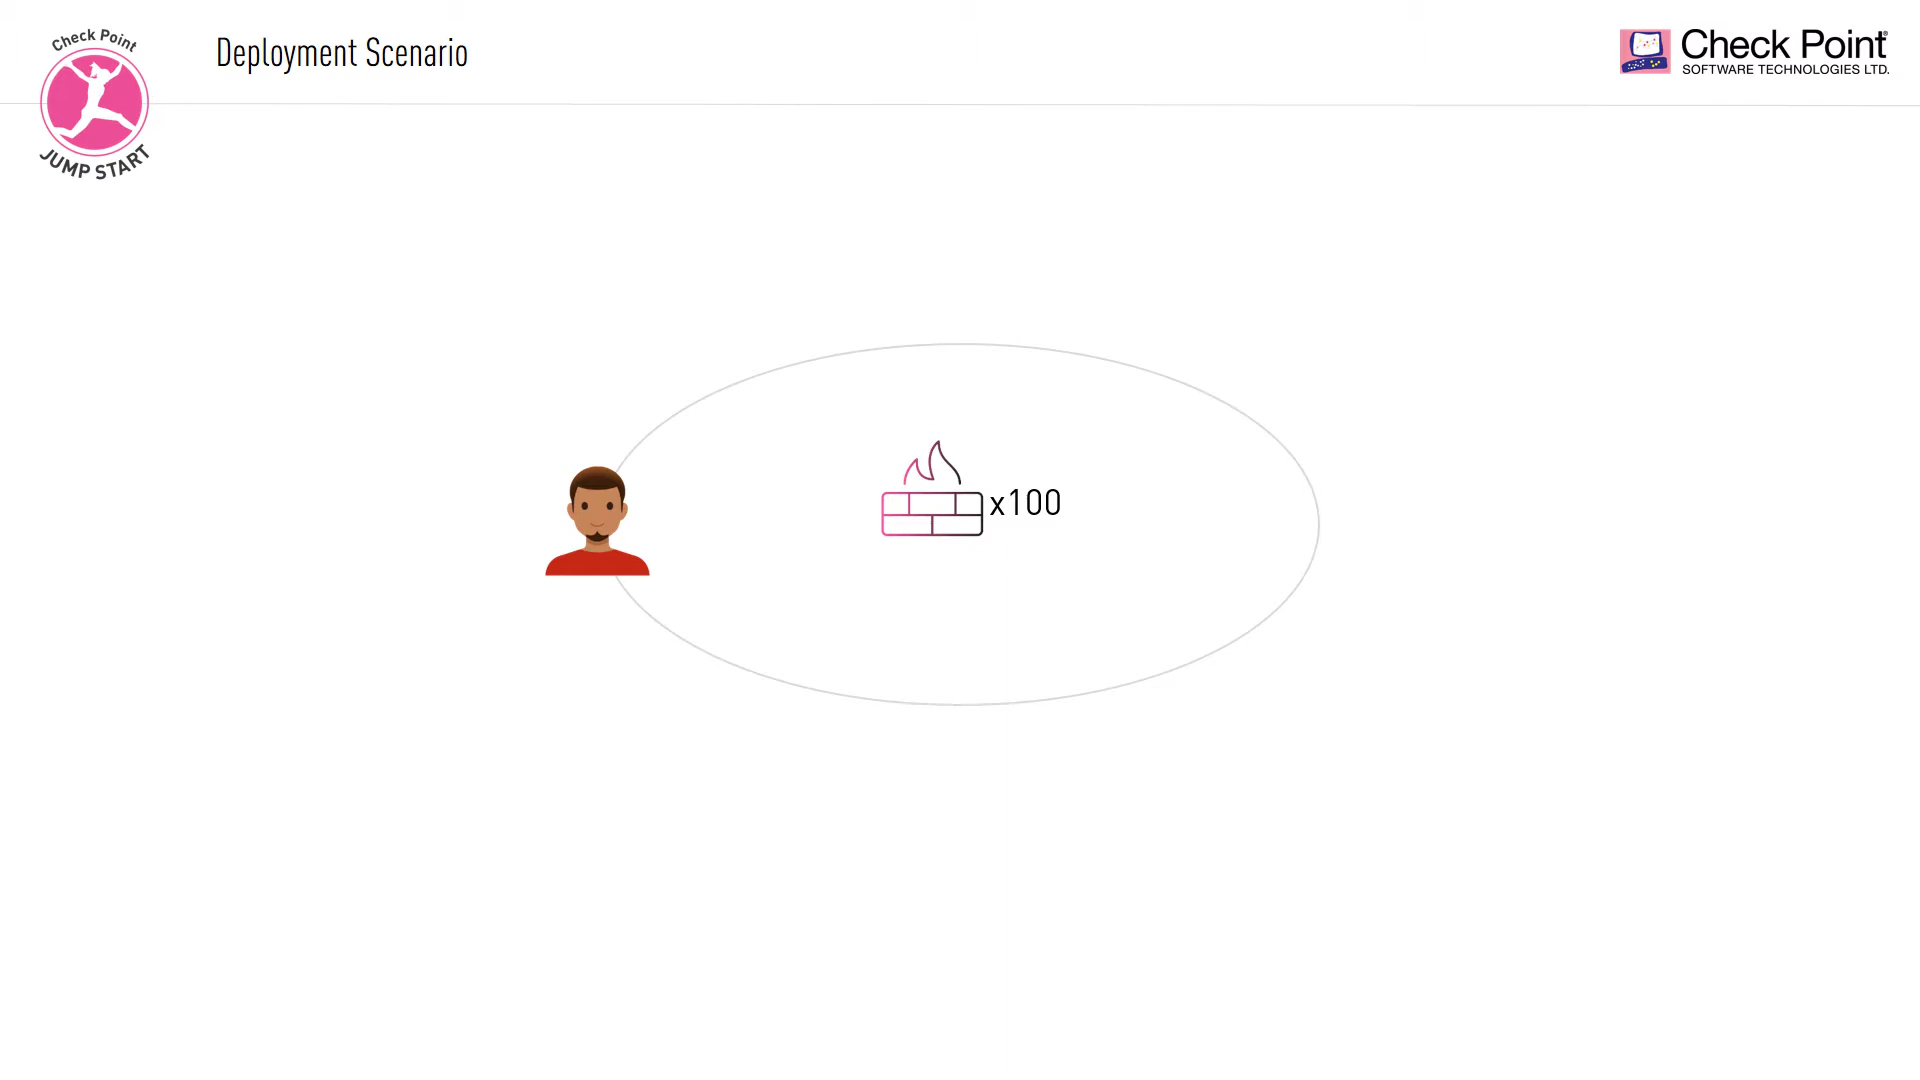 Check Point
JUMP START
Deployment Scenario
Check Point
SOFTWARE TECHNOLOGIES LTD.
x100